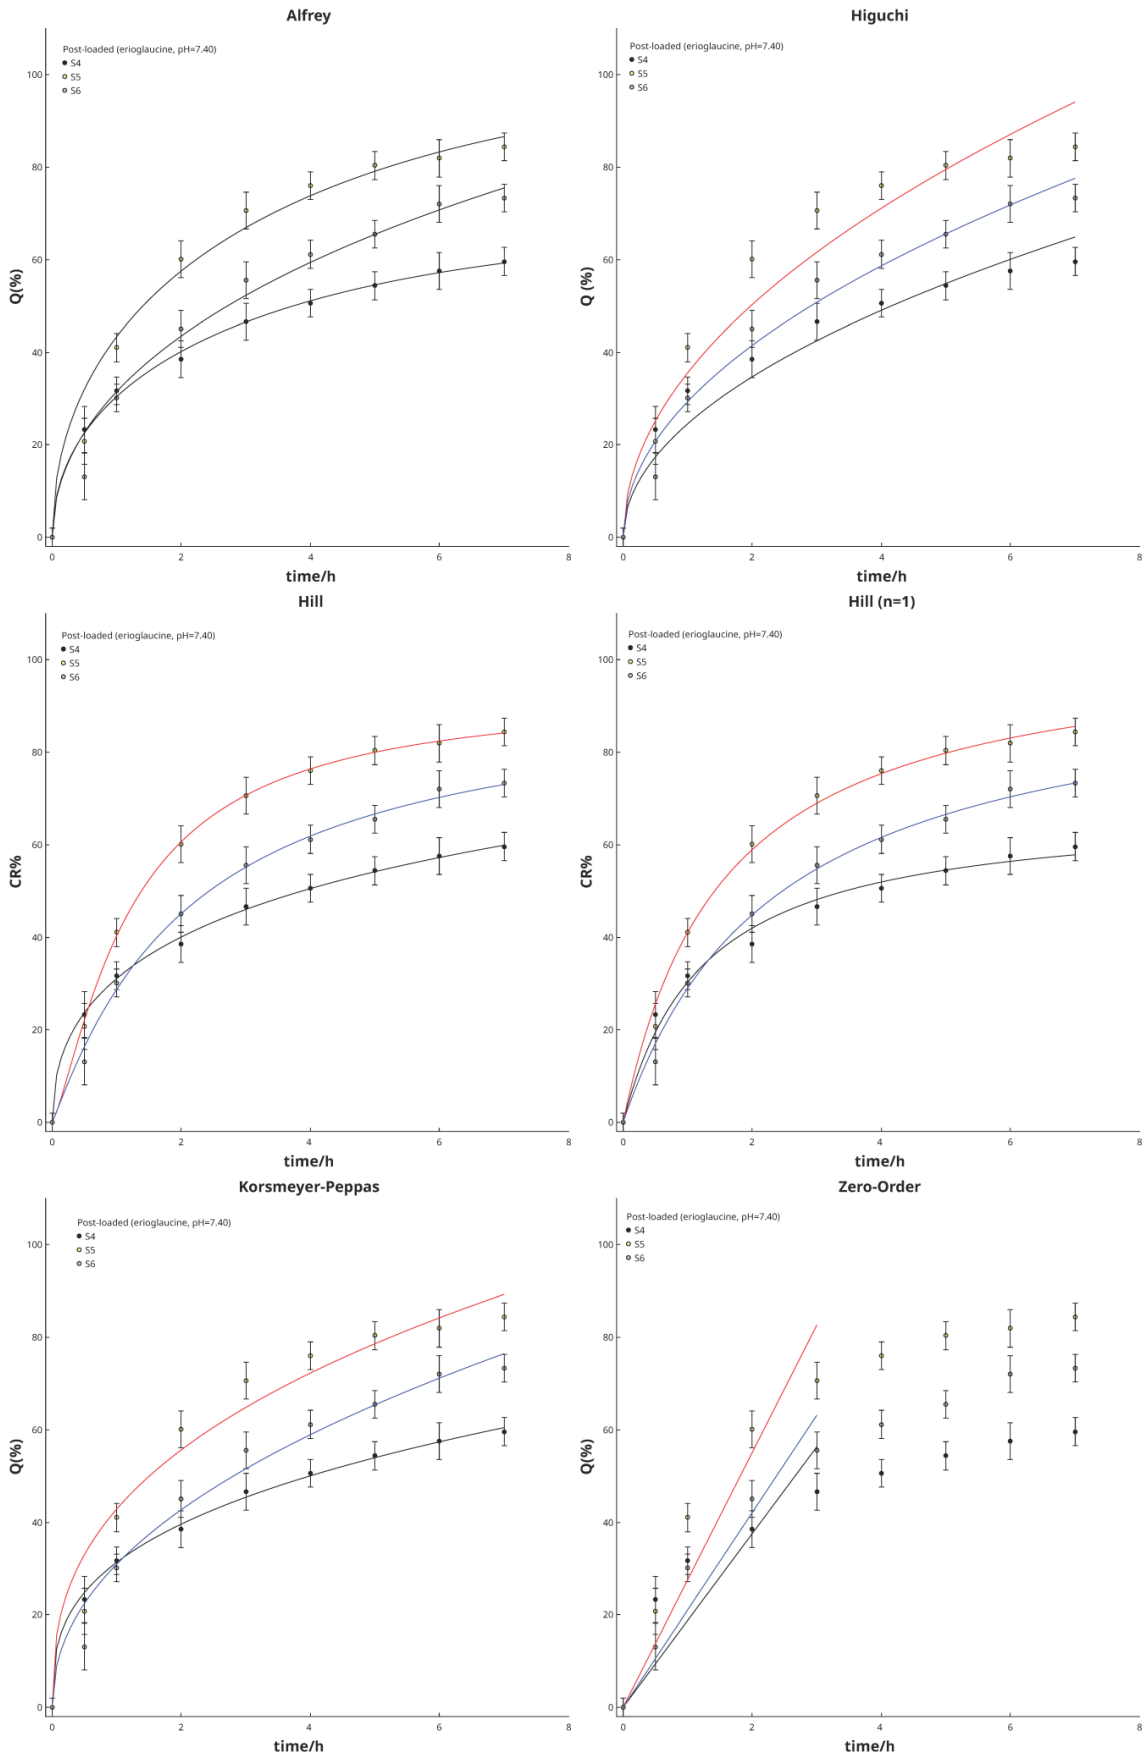 Alfrey
Post-loaded (erioglaucine, pH=7.40)
S4
S5
S6
100
80
60
40
20
0
Q(%)
0 2 4 6 8
time/h
Higuchi
Post-loaded (erioglaucine, pH=7.40)
S4
S5
S6
100
80
60
40
20
0
Q (%)
0 2 4 6 8
time/h
Hill
Post-loaded (erioglaucine, pH=7.40)
S4
S5
S6
100
80
60
40
20
0
CR%
0 2 4 6 8
time/h
Hill (n=1)
Post-loaded (erioglaucine, pH=7.40)
S4
S5
S6
100
80
60
40
20
0
CR%
0 2 4 6 8
time/h
Korsmeyer-Peppas
Post-loaded (erioglaucine, pH=7.40)
S4
S5
S6
100
80
60
40
20
0
Q(%)
0 2 4 6 8
time/h
Zero-Order
Post-loaded (erioglaucine, pH=7.40)
S4
S5
S6
100
80
60
40
20
0
Q(%)
0 2 4 6 8
time/h